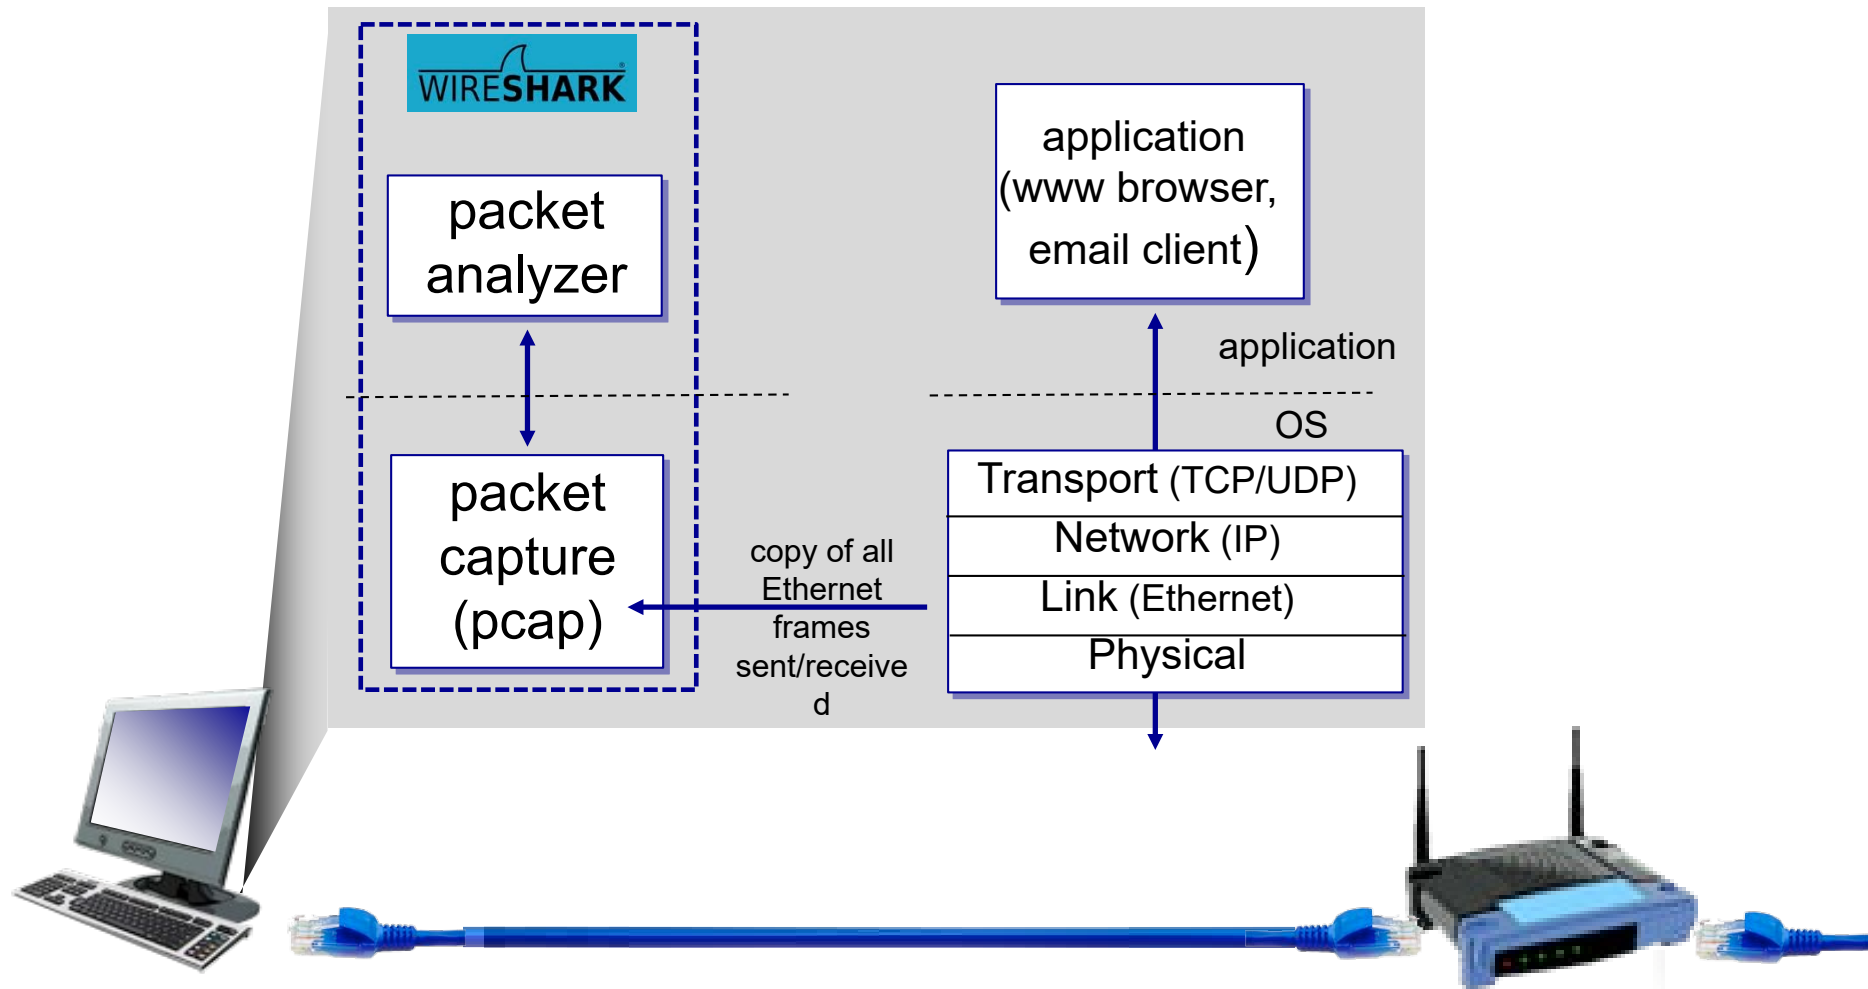 WIRESHARK®
packet
analyzer
packet
capture
(pcap)
copy of all
Ethernet
frames
sent/receive
d
application
(www browser,
email client)
application
OS
Transport (TCP/UDP)
Network (IP)
Link (Ethernet)
Physical